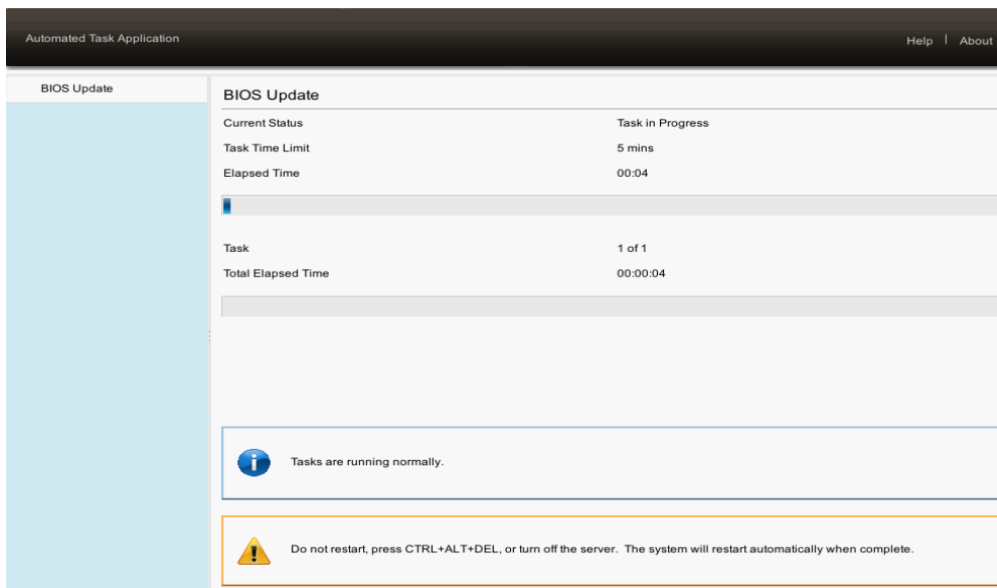 Automated Task Application
Help | About
BIOS Update
BIOS Update
Current Status Task in Progress
Task Time Limit 5 mins
Elapsed Time 00:04
Task 1 of 1
Total Elapsed Time 00:00:04
Tasks are running normally.
Do not restart, press CTRL+ALT+DEL, or turn off the server. The system will restart automatically when complete.